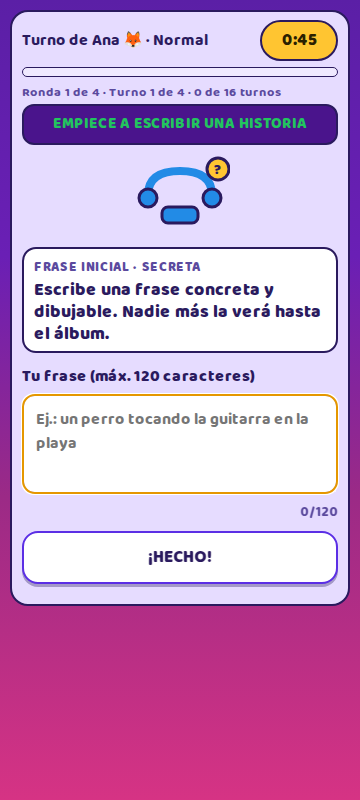 Turno de Ana 🦊 · Normal
0:45
Ronda 1 de 4 · Turno 1 de 4 · 0 de 16 turnos
EMPIECE A ESCRIBIR UNA HISTORIA
?
FRASE INICIAL · SECRETA
Escribe una frase concreta y
dibujable. Nadie más la verá hasta
el álbum.
Tu frase (máx. 120 caracteres)
Ej.: un perro tocando la guitarra en la
playa
0/120
¡HECHO!